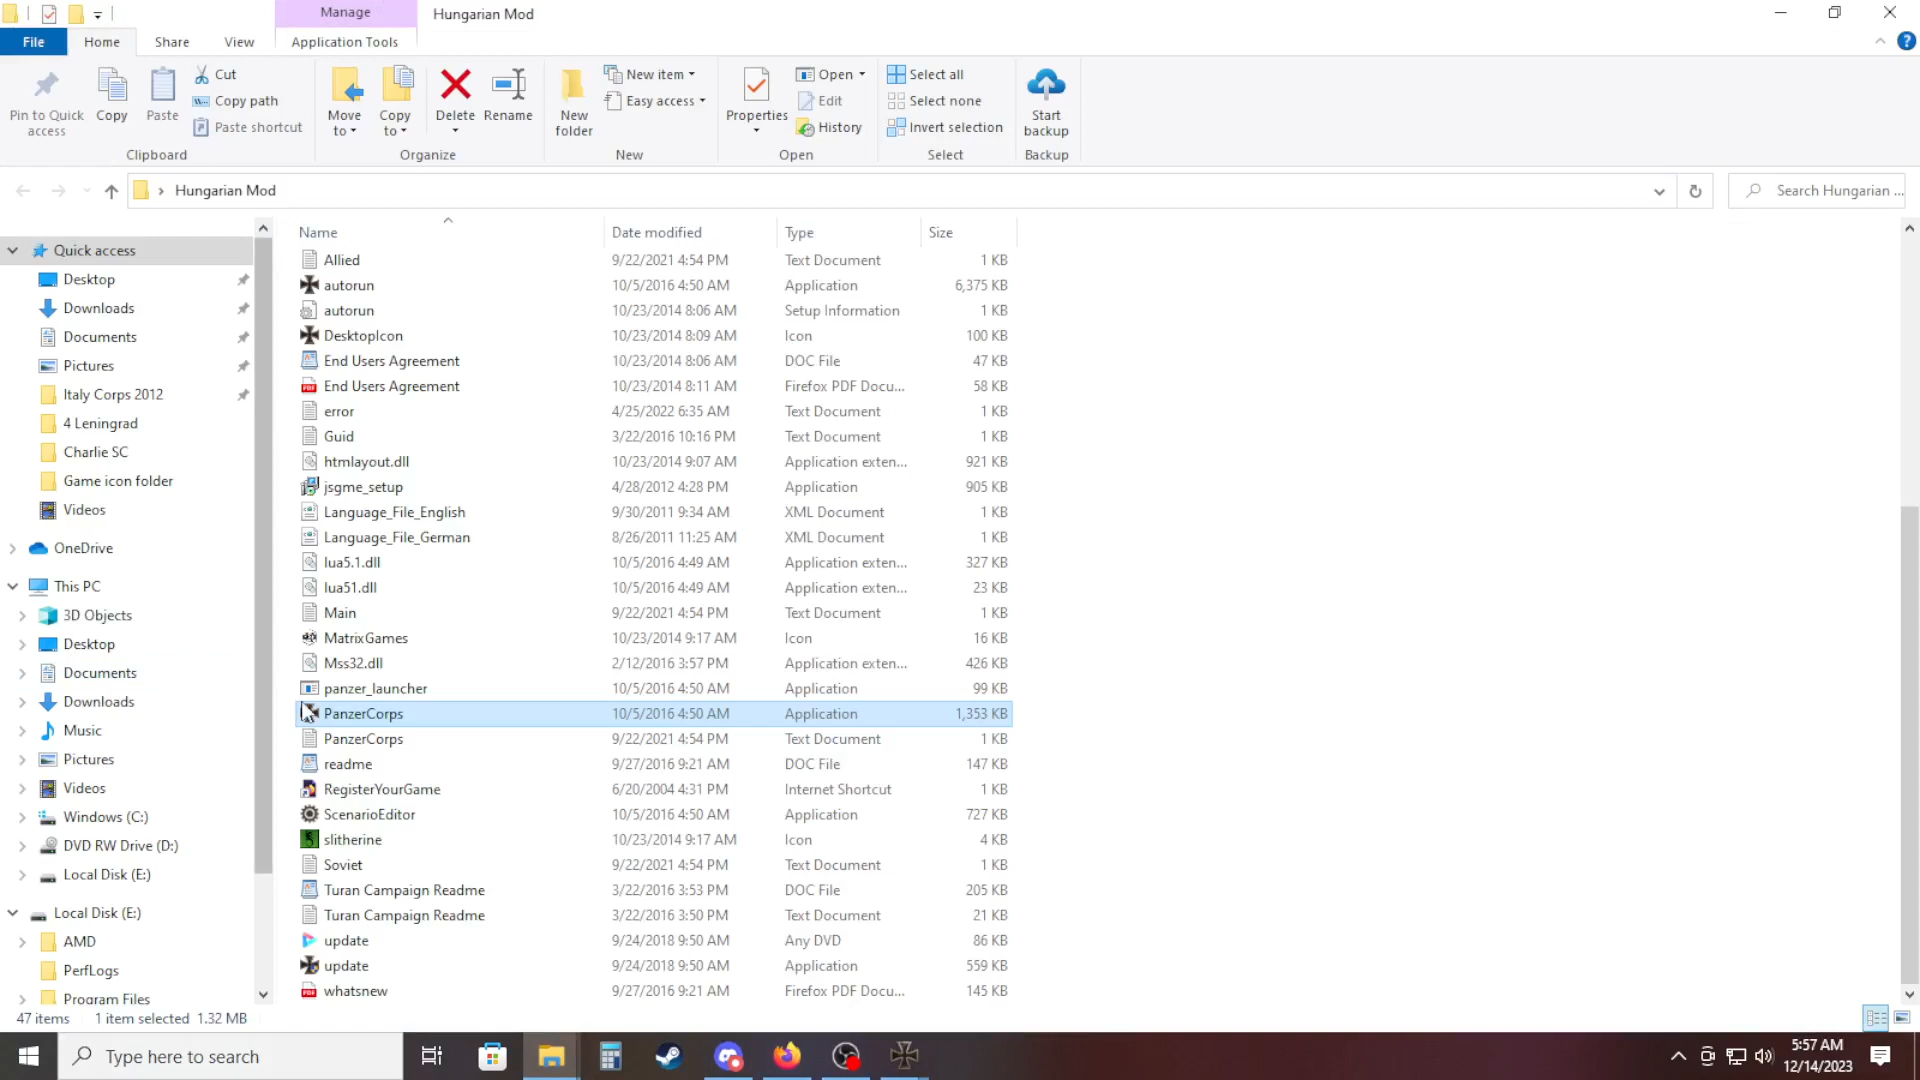 Manage
Hungarian Mod
File
Home
Share
View
Application Tools
Pin to Quick access
Copy
Paste
Cut
Copy path
Paste shortcut
Clipboard
Move to
Copy to
Delete
Rename
Organize
New folder
New item
Easy access
New
Properties
Open
Edit
History
Open
Select all
Select none
Invert selection
Select
Start backup
Backup
Hungarian Mod
Search Hungarian ...
Quick access
Desktop
Downloads
Documents
Pictures
Italy Corps 2012
4 Leningrad
Charlie SC
Game icon folder
Videos
OneDrive
This PC
3D Objects
Desktop
Documents
Downloads
Music
Pictures
Videos
Windows (C:)
DVD RW Drive (D:)
Local Disk (E:)
Local Disk (E:)
AMD
PerfLogs
Program Files
Name Date modified Type Size
Allied 9/22/2021 4:54 PM Text Document 1 KB
autorun 10/5/2016 4:50 AM Application 6,375 KB
autorun 10/23/2014 8:06 AM Setup Information 1 KB
DesktopIcon 10/23/2014 8:09 AM Icon 100 KB
End Users Agreement 10/23/2014 8:06 AM DOC File 47 KB
End Users Agreement 10/23/2014 8:11 AM Firefox PDF Docu... 58 KB
error 4/25/2022 6:35 AM Text Document 1 KB
Guid 3/22/2016 10:16 PM Text Document 1 KB
htmlayout.dll 10/23/2014 9:07 AM Application exten... 921 KB
jsgme_setup 4/28/2012 4:28 PM Application 905 KB
Language_File_English 9/30/2011 9:34 AM XML Document 1 KB
Language_File_German 8/26/2011 11:25 AM XML Document 1 KB
lua5.1.dll 10/5/2016 4:49 AM Application exten... 327 KB
lua51.dll 10/5/2016 4:49 AM Application exten... 23 KB
Main 9/22/2021 4:54 PM Text Document 1 KB
MatrixGames 10/23/2014 9:17 AM Icon 16 KB
Mss32.dll 2/12/2016 3:57 PM Application exten... 426 KB
panzer_launcher 10/5/2016 4:50 AM Application 99 KB
PanzerCorps 10/5/2016 4:50 AM Application 1,353 KB
PanzerCorps 9/22/2021 4:54 PM Text Document 1 KB
readme 9/27/2016 9:21 AM DOC File 147 KB
RegisterYourGame 6/20/2004 4:31 PM Internet Shortcut 1 KB
ScenarioEditor 10/5/2016 4:50 AM Application 727 KB
slitherine 10/23/2014 9:17 AM Icon 4 KB
Soviet 9/22/2021 4:54 PM Text Document 1 KB
Turan Campaign Readme 3/22/2016 3:53 PM DOC File 205 KB
Turan Campaign Readme 3/22/2016 3:50 PM Text Document 21 KB
update 9/24/2018 9:50 AM Any DVD 86 KB
update 9/24/2018 9:50 AM Application 559 KB
whatsnew 9/27/2016 9:21 AM Firefox PDF Docu... 145 KB
47 items 1 item selected 1.32 MB
Type here to search
5:57 AM
12/14/2023